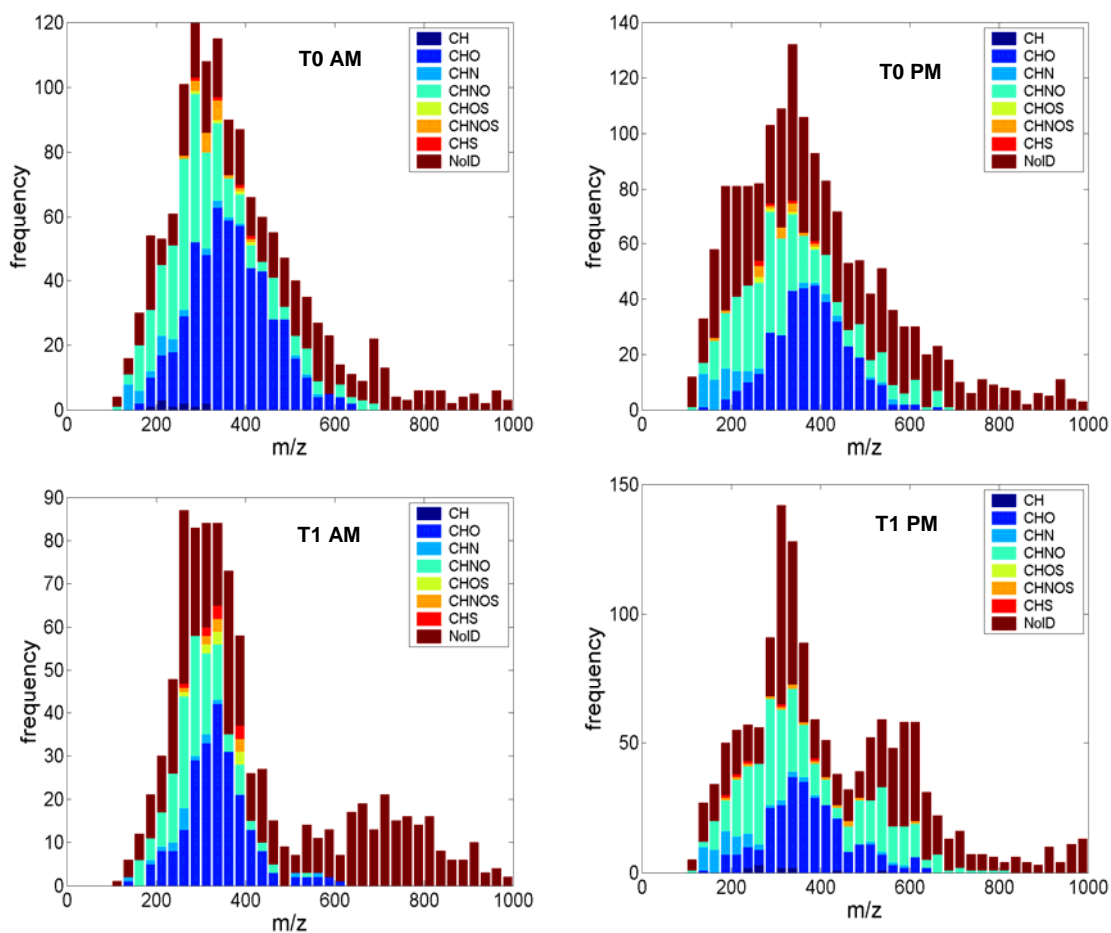 T0 AM
120
100
80
60
40
20
0
frequency
0 200 400 600 800 1000
m/z
CH
CHO
CHN
CHNO
CHOS
CHNOS
CHS
NoID
T0 PM
140
120
100
80
60
40
20
0
frequency
0 200 400 600 800 1000
m/z
CH
CHO
CHN
CHNO
CHOS
CHNOS
CHS
NoID
T1 AM
90
80
70
60
50
40
30
20
10
0
frequency
0 200 400 600 800 1000
m/z
CH
CHO
CHN
CHNO
CHOS
CHNOS
CHS
NoID
T1 PM
150
100
50
0
frequency
0 200 400 600 800 1000
m/z
CH
CHO
CHN
CHNO
CHOS
CHNOS
CHS
NoID